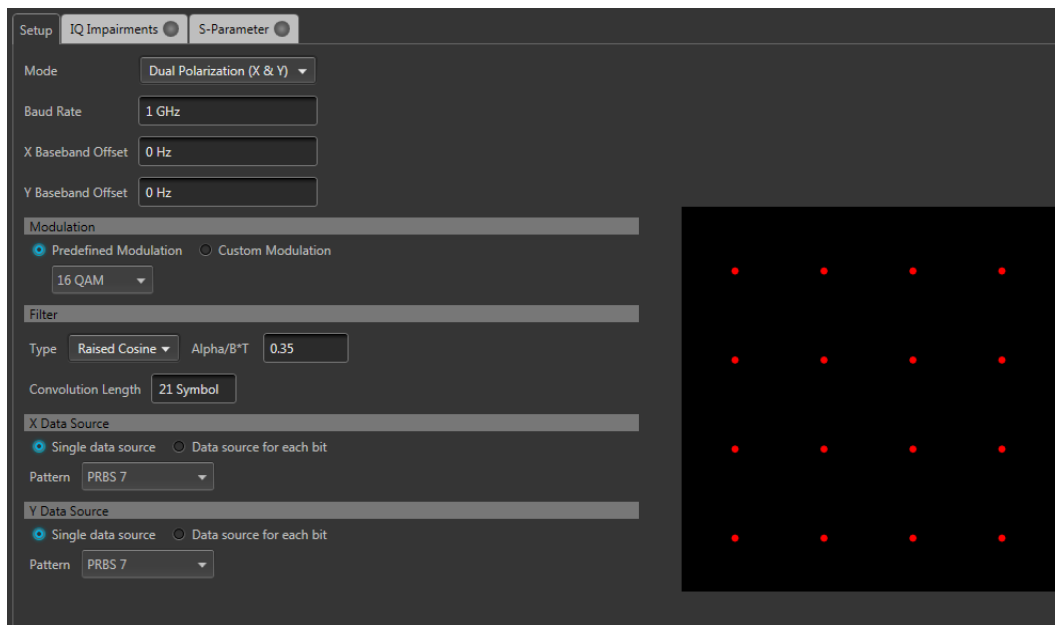 Setup IQ Impairments S-Parameter
Mode Dual Polarization (X & Y)
Baud Rate 1 GHz
X Baseband Offset 0 Hz
Y Baseband Offset 0 Hz
Modulation
Predefined Modulation Custom Modulation
16 QAM
Filter
Type Raised Cosine Alpha/B*T 0.35
Convolution Length 21 Symbol
X Data Source
Single data source Data source for each bit
Pattern PRBS 7
Y Data Source
Single data source Data source for each bit
Pattern PRBS 7